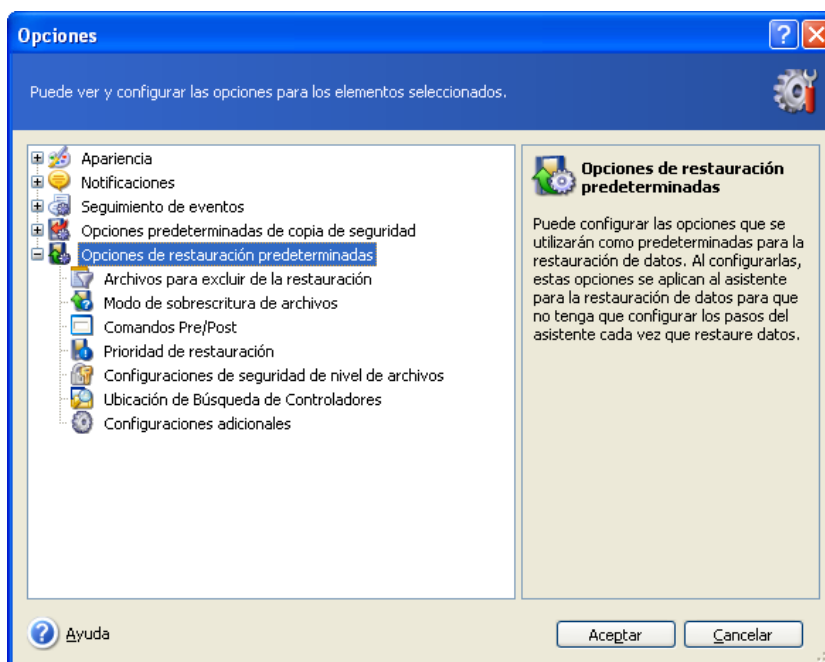 Opciones
Puede ver y configurar las opciones para los elementos seleccionados.
Apariencia
Notificaciones
Seguimiento de eventos
Opciones predeterminadas de copia de seguridad
Opciones de restauración predeterminadas
Archivos para excluir de la restauración
Modo de sobrescritura de archivos
Comandos Pre/Post
Prioridad de restauración
Configuraciones de seguridad de nivel de archivos
Ubicación de Búsqueda de Controladores
Configuraciones adicionales
Opciones de restauración
predeterminadas
Puede configurar las opciones que se
utilizarán como predeterminadas para la
restauración de datos. Al configurarlas,
estas opciones se aplican al asistente
para la restauración de datos para que
no tenga que configurar los pasos del
asistente cada vez que restaure datos.
Ayuda
Aceptar
Cancelar